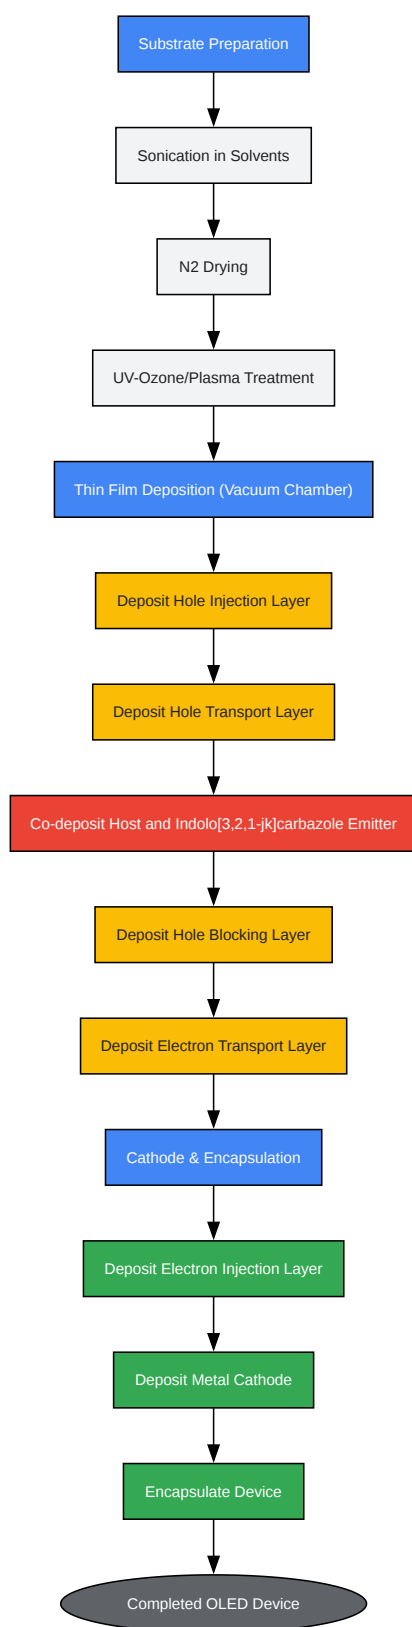 Substrate Preparation
Sonication in Solvents
N2 Drying
UV-Ozone/Plasma Treatment
Thin Film Deposition (Vacuum Chamber)
Deposit Hole Injection Layer
Deposit Hole Transport Layer
Co-deposit Host and Indolo[3,2,1-jk]carbazole Emitter
Deposit Hole Blocking Layer
Deposit Electron Transport Layer
Cathode & Encapsulation
Deposit Electron Injection Layer
Deposit Metal Cathode
Encapsulate Device
Completed OLED Device